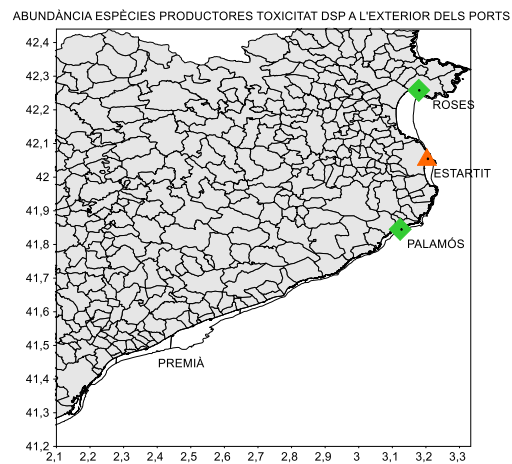 ABUNDÀNCIA ESPÈCIES PRODUCTORES TOXICITAT DSP A L'EXTERIOR DELS PORTS
42,4
42,3
42,2
42,1
42
41,9
41,8
41,7
41,6
41,5
41,4
41,3
41,2
ROSES
ESTARTIT
PALAMÓS
PREMIÀ
2,1 2,2 2,3 2,4 2,5 2,6 2,7 2,8 2,9 3 3,1 3,2 3,3